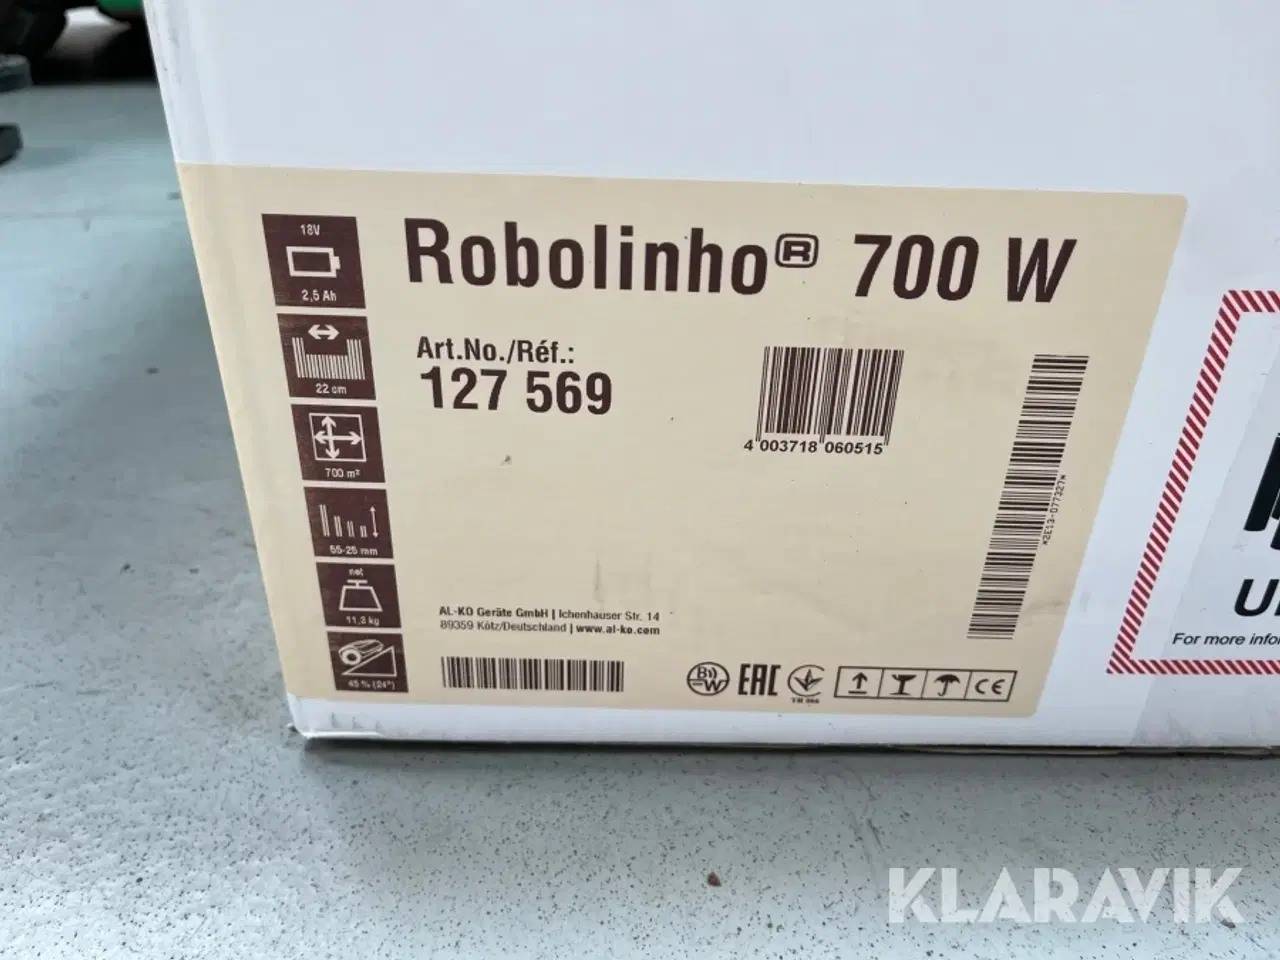 18V
2,5 Ah
22 cm
700 m²
55-25 mm
net
11,3 kg
45 % (24°)
Robolinho® 700 W
Art.No./Réf.:
127 569
4 003718 060515
AL-KO Geräte GmbH | Ichenhauser Str. 14
89359 Kötz/Deutschland | www.al-ko.com
EAC
CE
For more
KLARAVIK